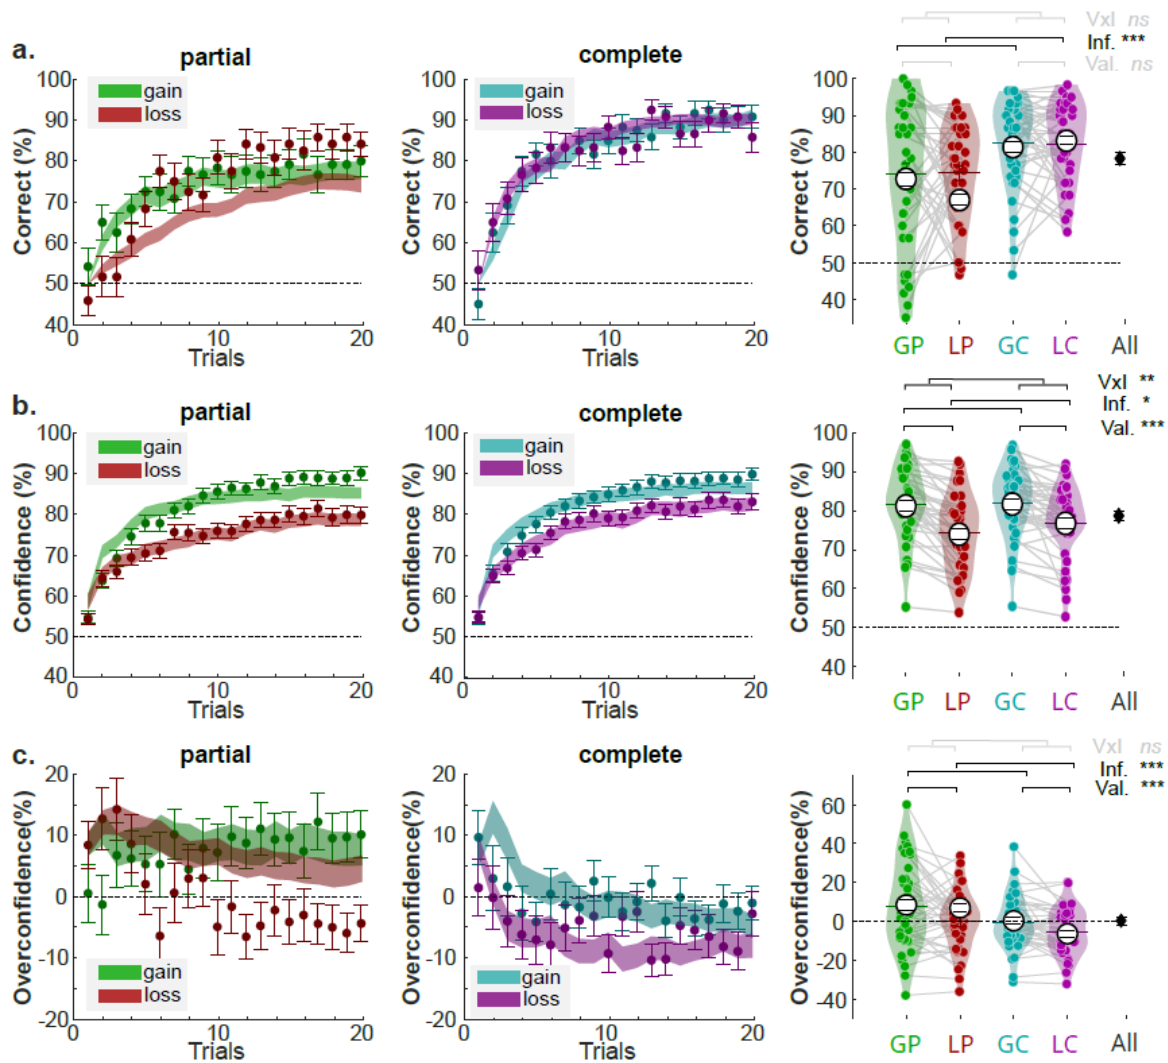 a.
partial
complete
VxI ns
Inf. ***
Val. ns
gain
loss
gain
loss
Correct (%)
100
90
80
70
60
50
40
0
10
20
Trials
Correct (%)
100
90
80
70
60
50
40
0
10
20
Trials
Correct (%)
100
90
80
70
60
50
40
GP LP GC LC All
b.
partial
complete
VxI **
Inf. *
Val. ***
gain
loss
gain
loss
Confidence (%)
100
90
80
70
60
50
40
0
10
20
Trials
Confidence (%)
100
90
80
70
60
50
40
0
10
20
Trials
Confidence (%)
100
90
80
70
60
50
40
GP LP GC LC All
c.
partial
complete
VxI ns
Inf. ***
Val. ***
Overconfidence(%)
20
10
0
-10
-20
gain
loss
0
10
20
Trials
Overconfidence(%)
20
10
0
-10
-20
gain
loss
0
10
20
Trials
Overconfidence(%)
60
40
20
0
-20
-40
GP LP GC LC All